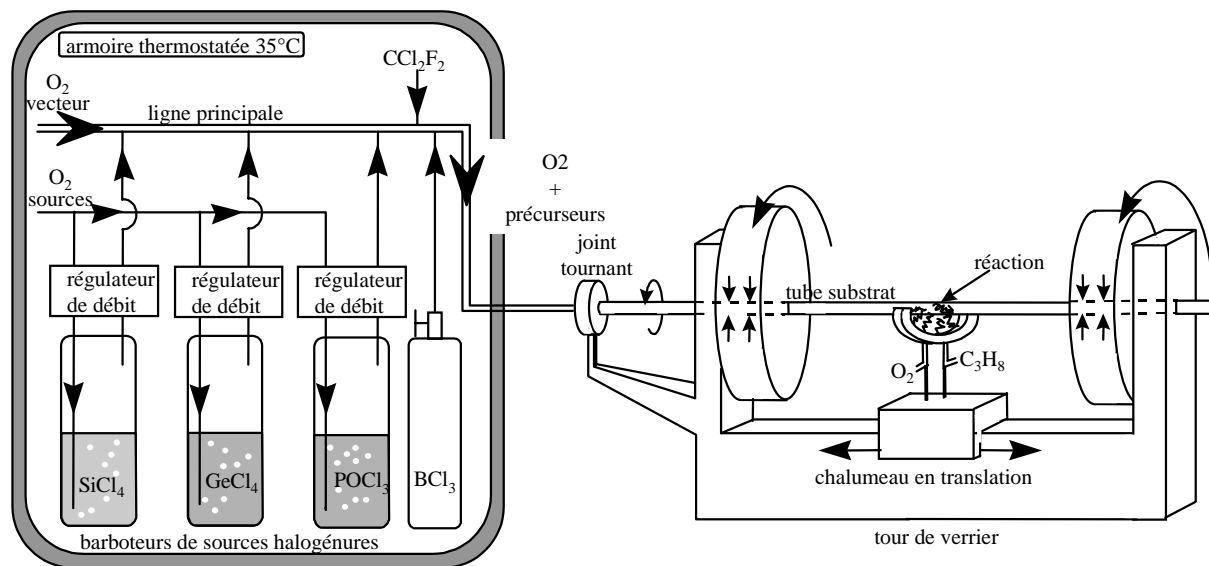 armoire thermostatée 35°C
CCl₂F₂
O₂
vecteur
ligne principale
O₂
sources
régulateur
de débit
régulateur
de débit
régulateur
de débit
SiCl₄
GeCl₄
POCl₃
BCl₃
barboteurs de sources halogénures
O2
+
précurseurs
joint
tournant
tube substrat
réaction
O₂
C₃H₈
chalumeau en translation
tour de verrier